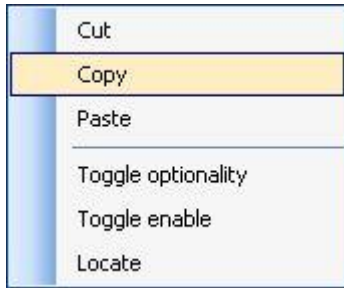 Cut
Copy
Paste
Toggle optionality
Toggle enable
Locate